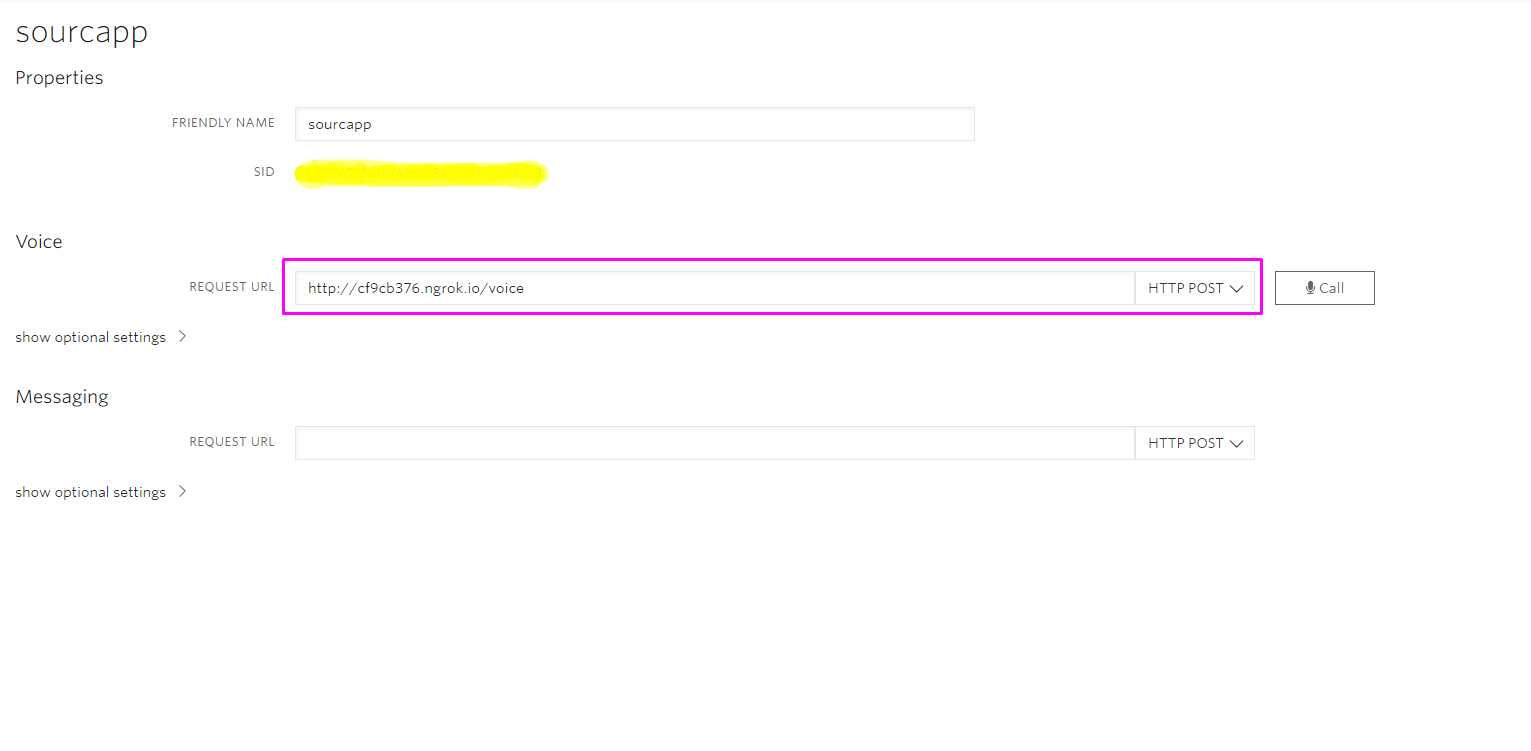 sourcapp
Properties
FRIENDLY NAME sourcapp
SID
Voice
REQUEST URL http://cf9cb376.ngrok.io/voice HTTP POST Call
show optional settings
Messaging
REQUEST URL HTTP POST
show optional settings